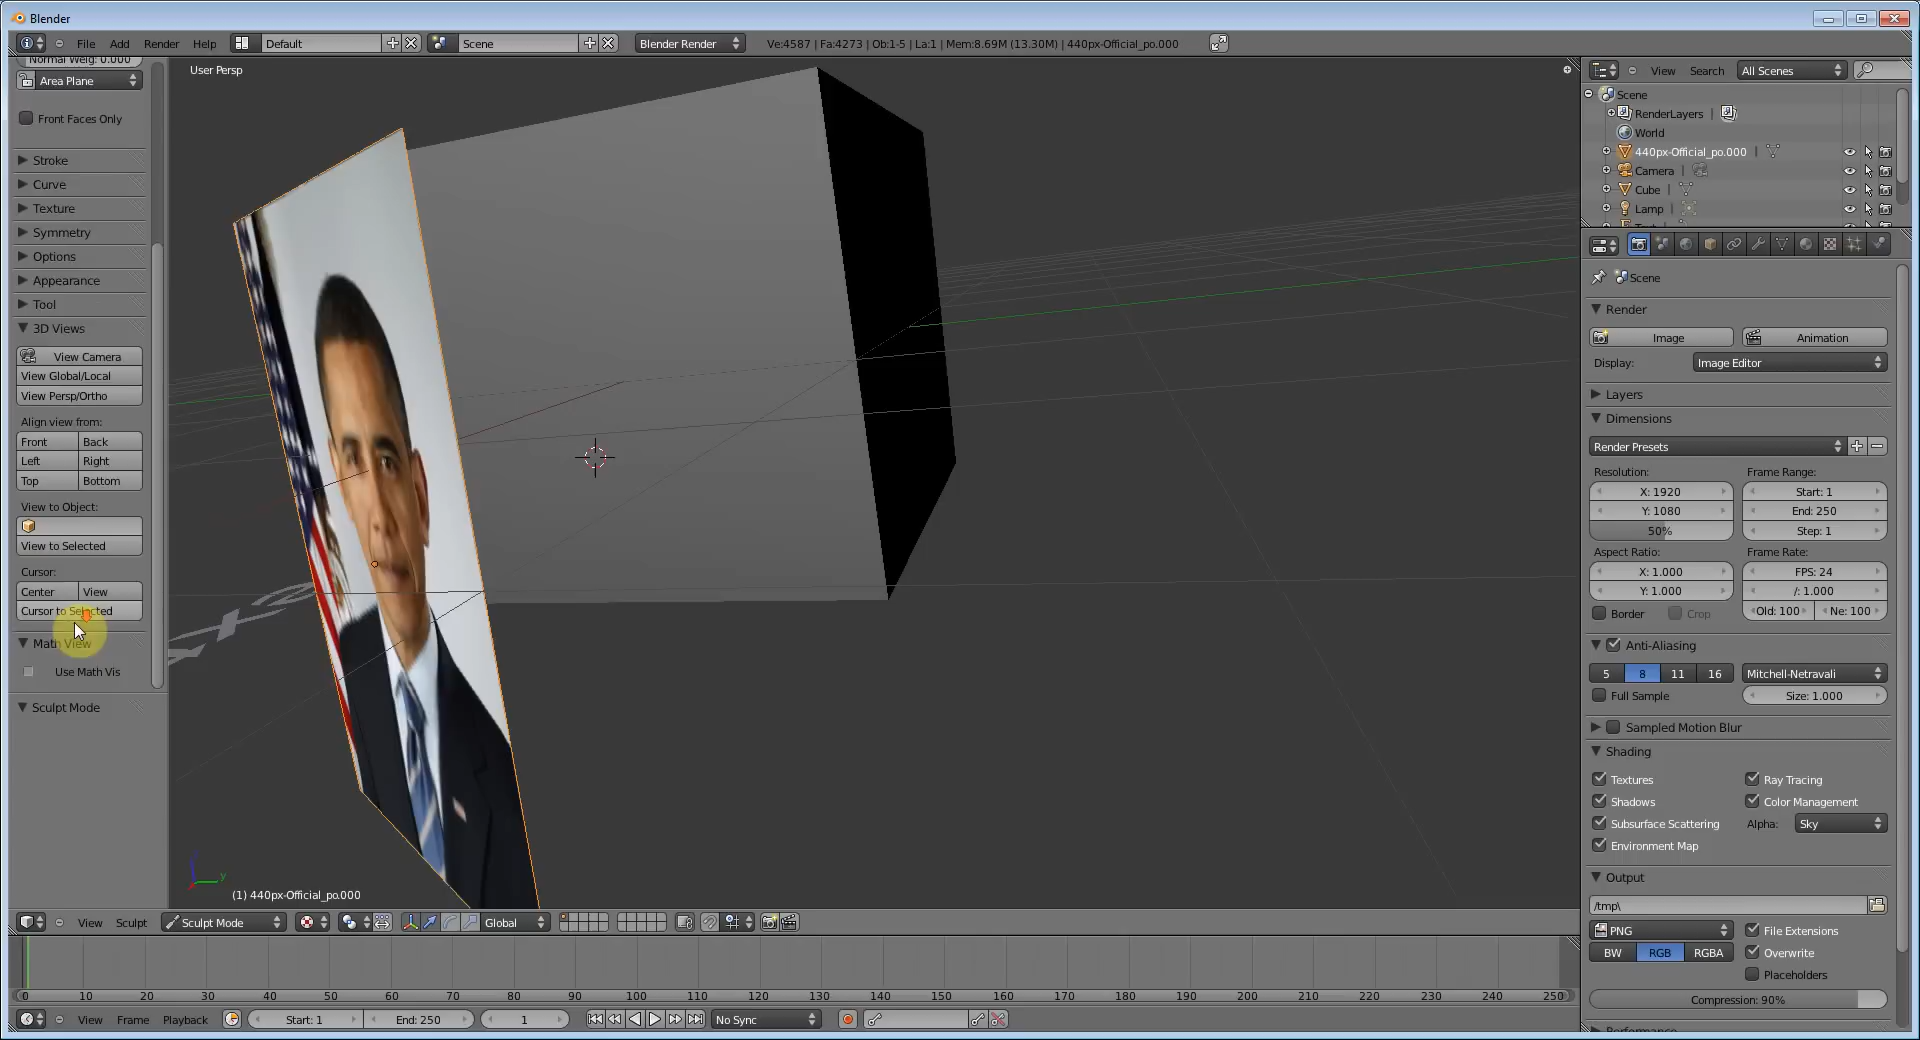 Blender
File Add Render Help Default Scene Blender Render Ve:4587 | Fa:4273 | Ob:1-5 | La:1 | Mem:8.69M (13.30M) | 440px-Official_po.000
Normal Weig: 0.000
Area Plane
Front Faces Only
Stroke
Curve
Texture
Symmetry
Options
Appearance
Tool
3D Views
View Camera
View Global/Local
View Persp/Ortho
Align view from:
Front Back
Left Right
Top Bottom
View to Object:
View to Selected
Cursor:
Center View
Cursor to Selected
Math View
Use Math Vis
Sculpt Mode
User Persp
y
(1) 440px-Official_po.000
View Sculpt Sculpt Mode Global
0 10 20 30 40 50 60 70 80 90 100 110 120 130 140 150 160 170 180 190 200 210 220 230 240 250
View Frame Playback Start: 1 End: 250 1 No Sync
View Search All Scenes
Scene
RenderLayers |
World
440px-Official_po.000 |
Camera |
Cube |
Lamp |
Scene
Render
Image Animation
Display: Image Editor
Layers
Dimensions
Render Presets
Resolution: Frame Range:
X: 1920 Start: 1
Y: 1080 End: 250
50% Step: 1
Aspect Ratio: Frame Rate:
X: 1.000 FPS: 24
Y: 1.000 /: 1.000
Border Crop Old: 100 Ne: 100
Anti-Aliasing
5 8 11 16 Mitchell-Netravali
Full Sample Size: 1.000
Sampled Motion Blur
Shading
Textures Ray Tracing
Shadows Color Management
Subsurface Scattering Alpha: Sky
Environment Map
Output
/tmp\
PNG File Extensions
BW RGB RGBA Overwrite
Placeholders
Compression: 90%
Performance